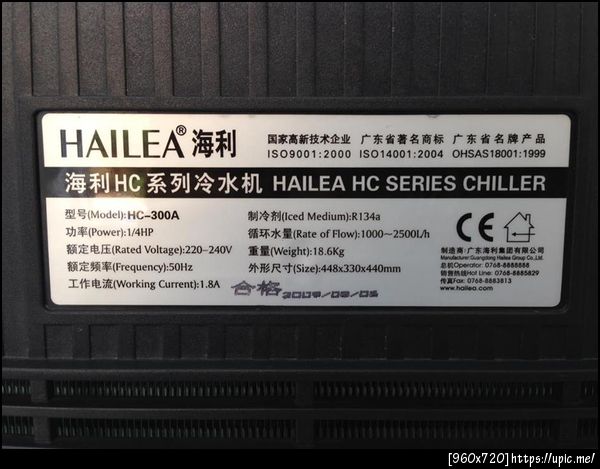 HAILEA® 海利
国家高新技术企业 广东省著名商标 广东省名牌产品
ISO9001:2000 ISO14001:2004 OHSAS18001:1999
海利HC系列冷水机 HAILEA HC SERIES CHILLER
型号(Model):HC-300A
功率(Power):1/4HP
额定电压(Rated Voltage):220-240V
额定频率(Frequency):50Hz
工作电流(Working Current):1.8A
制冷剂(Iced Medium):R134a
循环水量(Rate of Flow):1000~2500L/h
重量(Weight):18.6Kg
外形尺寸(Size):448x330x440mm
合格
CE
制造商:广东海利集团有限公司
Manufacturer:Guangdong Hailea Group Co.,Ltd.
总机Operator: 0768-8888888
销售热线Hot Line: 0768-8885829
传真Fax: 0768-8883813
www.hailea.com
[960x720]https://upic.me/